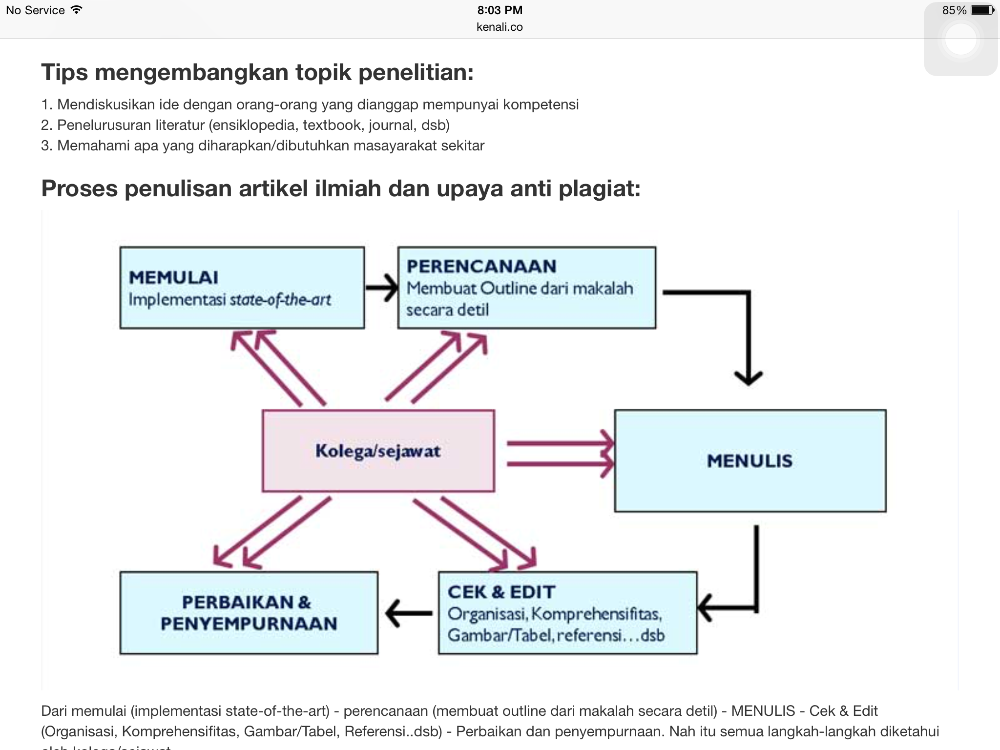 No Service
8:03 PM
85%
kenali.co
Tips mengembangkan topik penelitian:
1. Mendiskusikan ide dengan orang-orang yang dianggap mempunyai kompetensi
2. Penelurusuran literatur (ensiklopedia, textbook, journal, dsb)
3. Memahami apa yang diharapkan/dibutuhkan masayarakat sekitar
Proses penulisan artikel ilmiah dan upaya anti plagiat:
MEMULAI
Implementasi state-of-the-art
PERENCANAAN
Membuat Outline dari makalah
secara detil
Kolega/sejawat
MENULIS
PERBAIKAN &
PENYEMPURNAAN
CEK & EDIT
Organisasi, Komprehensifitas,
Gambar/Tabel, referensi...dsb
Dari memulai (implementasi state-of-the-art) - perencanaan (membuat outline dari makalah secara detil) - MENULIS - Cek & Edit
(Organisasi, Komprehensifitas, Gambar/Tabel, Referensi..dsb) - Perbaikan dan penyempurnaan. Nah itu semua langkah-langkah diketahui
oleh kolega/sejawat